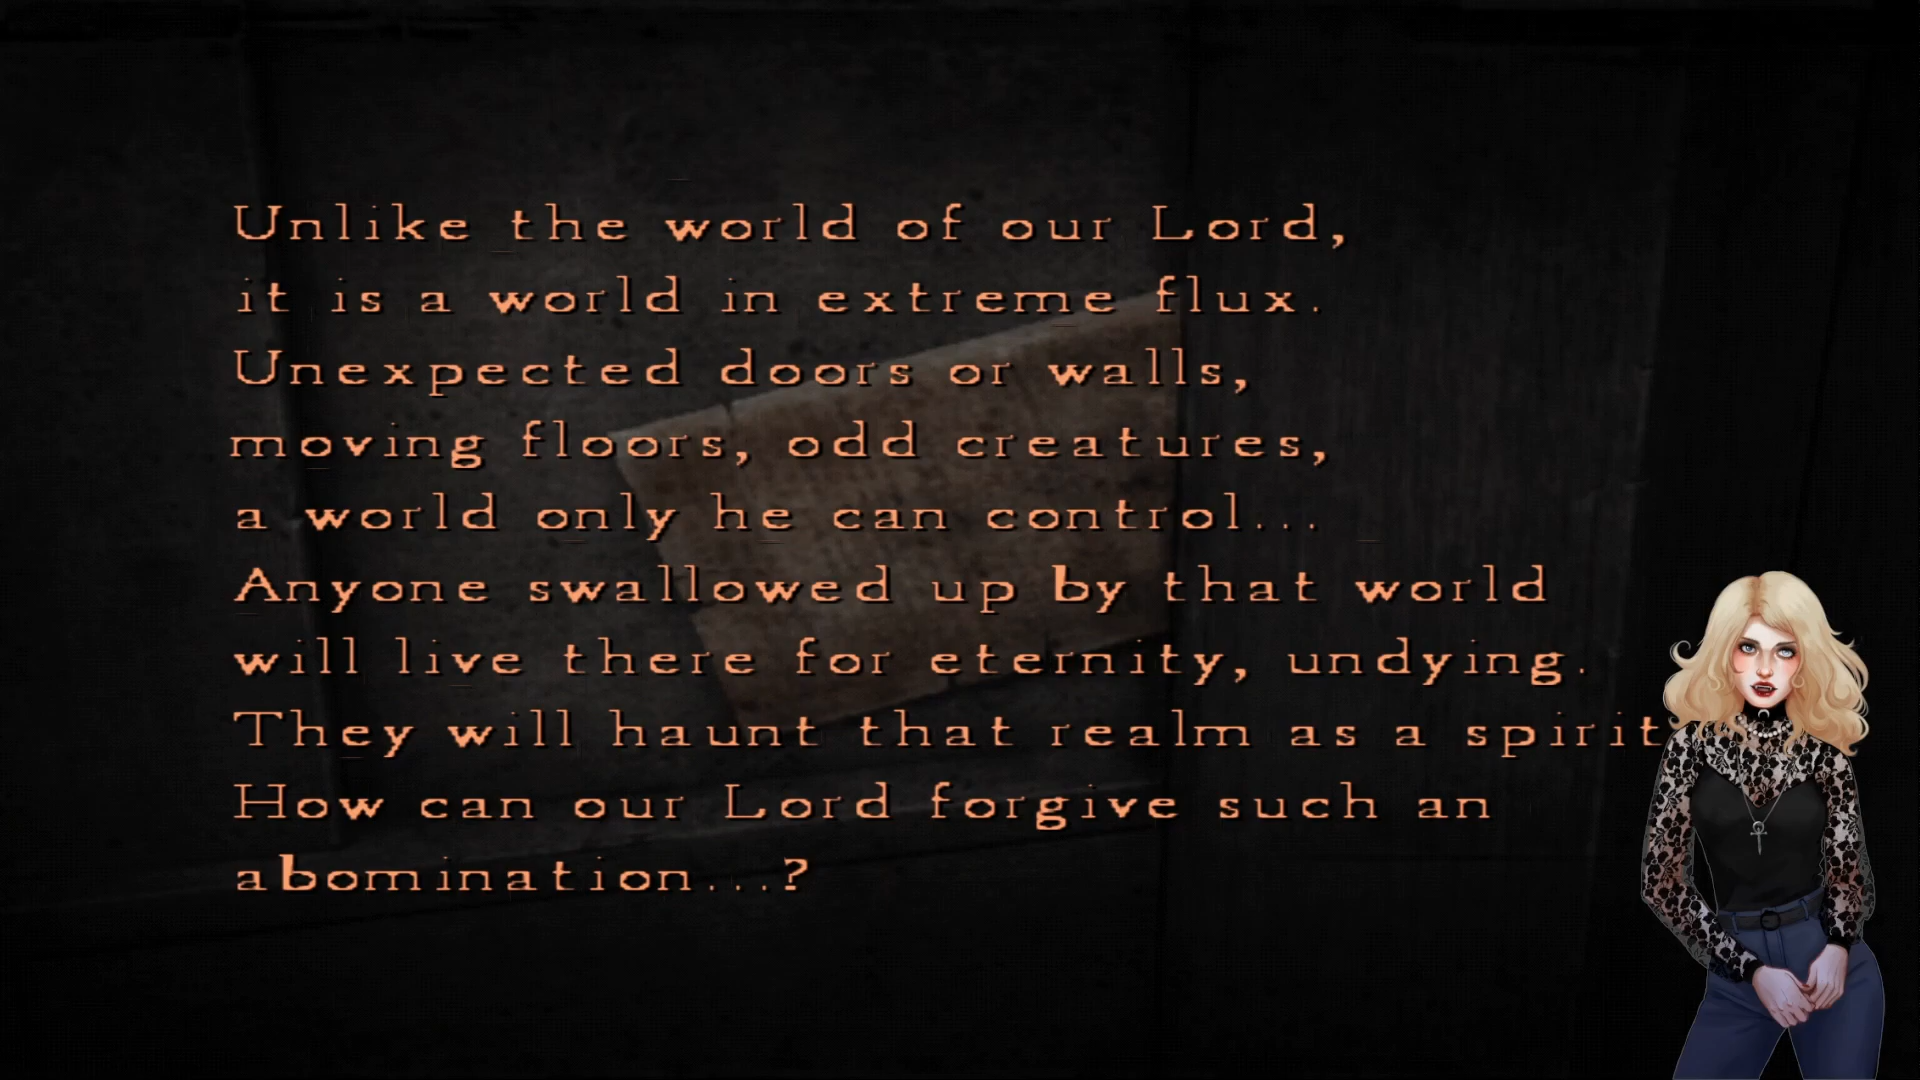 Unlike the world of our Lord,
it is a world in extreme flux.
Unexpected doors or walls,
moving floors, odd creatures,
a world only he can control...
Anyone swallowed up by that world
will live there for eternity, undying.
They will haunt that realm as a spirit
How can our Lord forgive such an
abomination...?